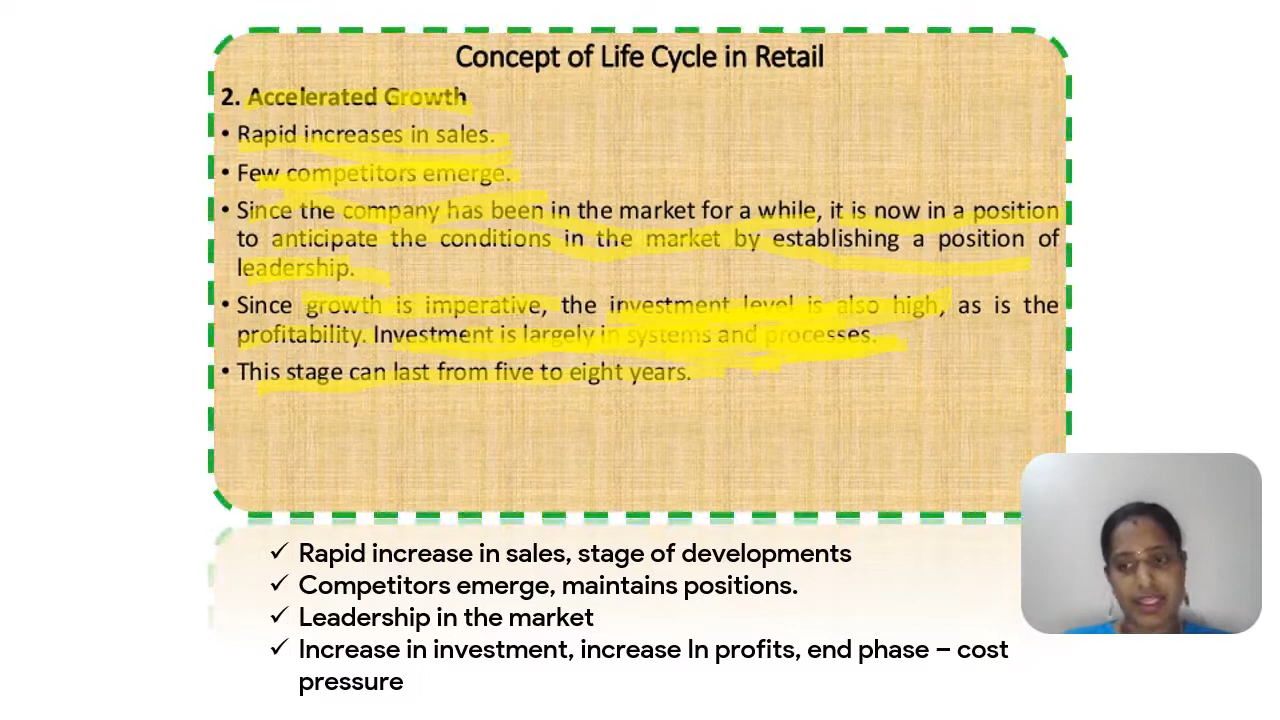 Concept of Life Cycle in Retail
2. Accelerated Growth
• Rapid increases in sales.
• Few competitors emerge.
• Since the company has been in the market for a while, it is now in a position
to anticipate the conditions in the market by establishing a position of
leadership.
• Since growth is imperative, the investment level is also high, as is the
profitability. Investment is largely in systems and processes.
• This stage can last from five to eight years.
✓ Rapid increase in sales, stage of developments
✓ Competitors emerge, maintains positions.
✓ Leadership in the market
✓ Increase in investment, increase In profits, end phase – cost
pressure